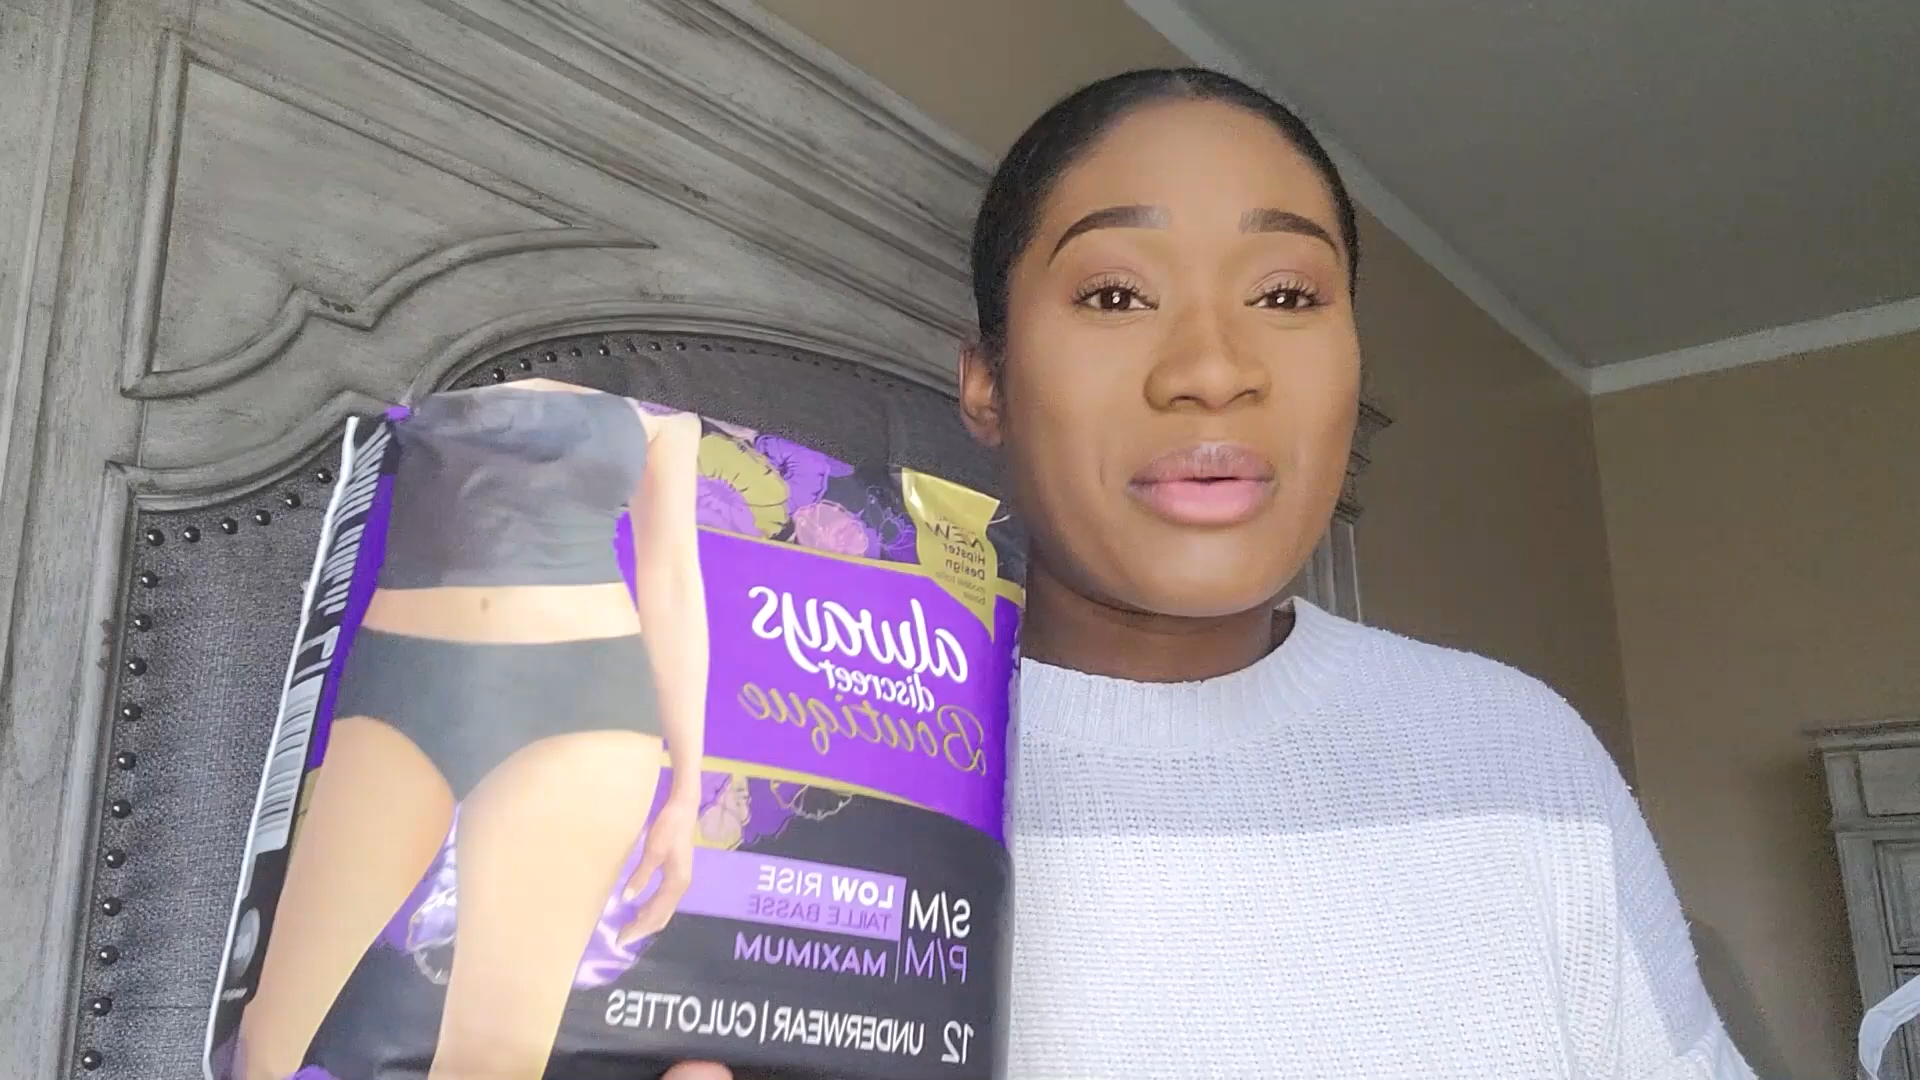 NEW
Hipster
Design
always
discreet
Boutique
S/M
P/M
LOW RISE
TAILLE BASSE
MAXIMUM
12 UNDERWEAR | CULOTTES